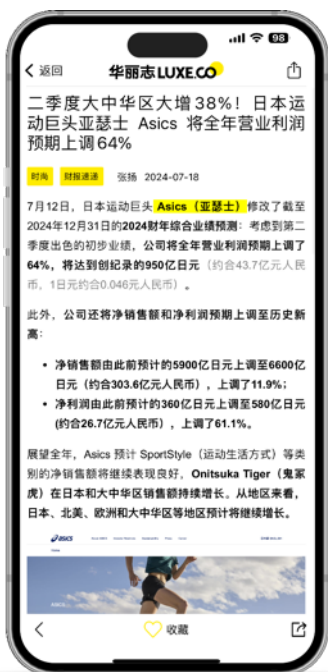 98
返回
华丽志 LUXE.CO
二季度大中华区大增38%！日本运
动巨头亚瑟士 Asics 将全年营业利润
预期上调64%
时尚 财报速递 张扬 2024-07-18
7月12日，日本运动巨头 Asics（亚瑟士）修改了截至
2024年12月31日的2024财年综合业绩预测：考虑到第二
季度出色的初步业绩，公司将全年营业利润预期上调了
64%，将达到创纪录的950亿日元（约合43.7亿元人民
币，1日元约合0.046元人民币）。
此外，公司还将净销售额和净利润预期上调至历史新
高：
• 净销售额由此前预计的5900亿日元上调至6600亿
日元（约合303.6亿元人民币），上调了11.9%；
• 净利润由此前预计的360亿日元上调至580亿日元
(约合26.7亿元人民币），上调了61.1%。
展望全年，Asics 预计 SportStyle（运动生活方式）等类
别的净销售额将继续表现良好，Onitsuka Tiger（鬼冢
虎）在日本和大中华区销售额持续增长。从地区来看，
日本、北美、欧洲和大中华区等地区预计将继续增长。
asics
收藏